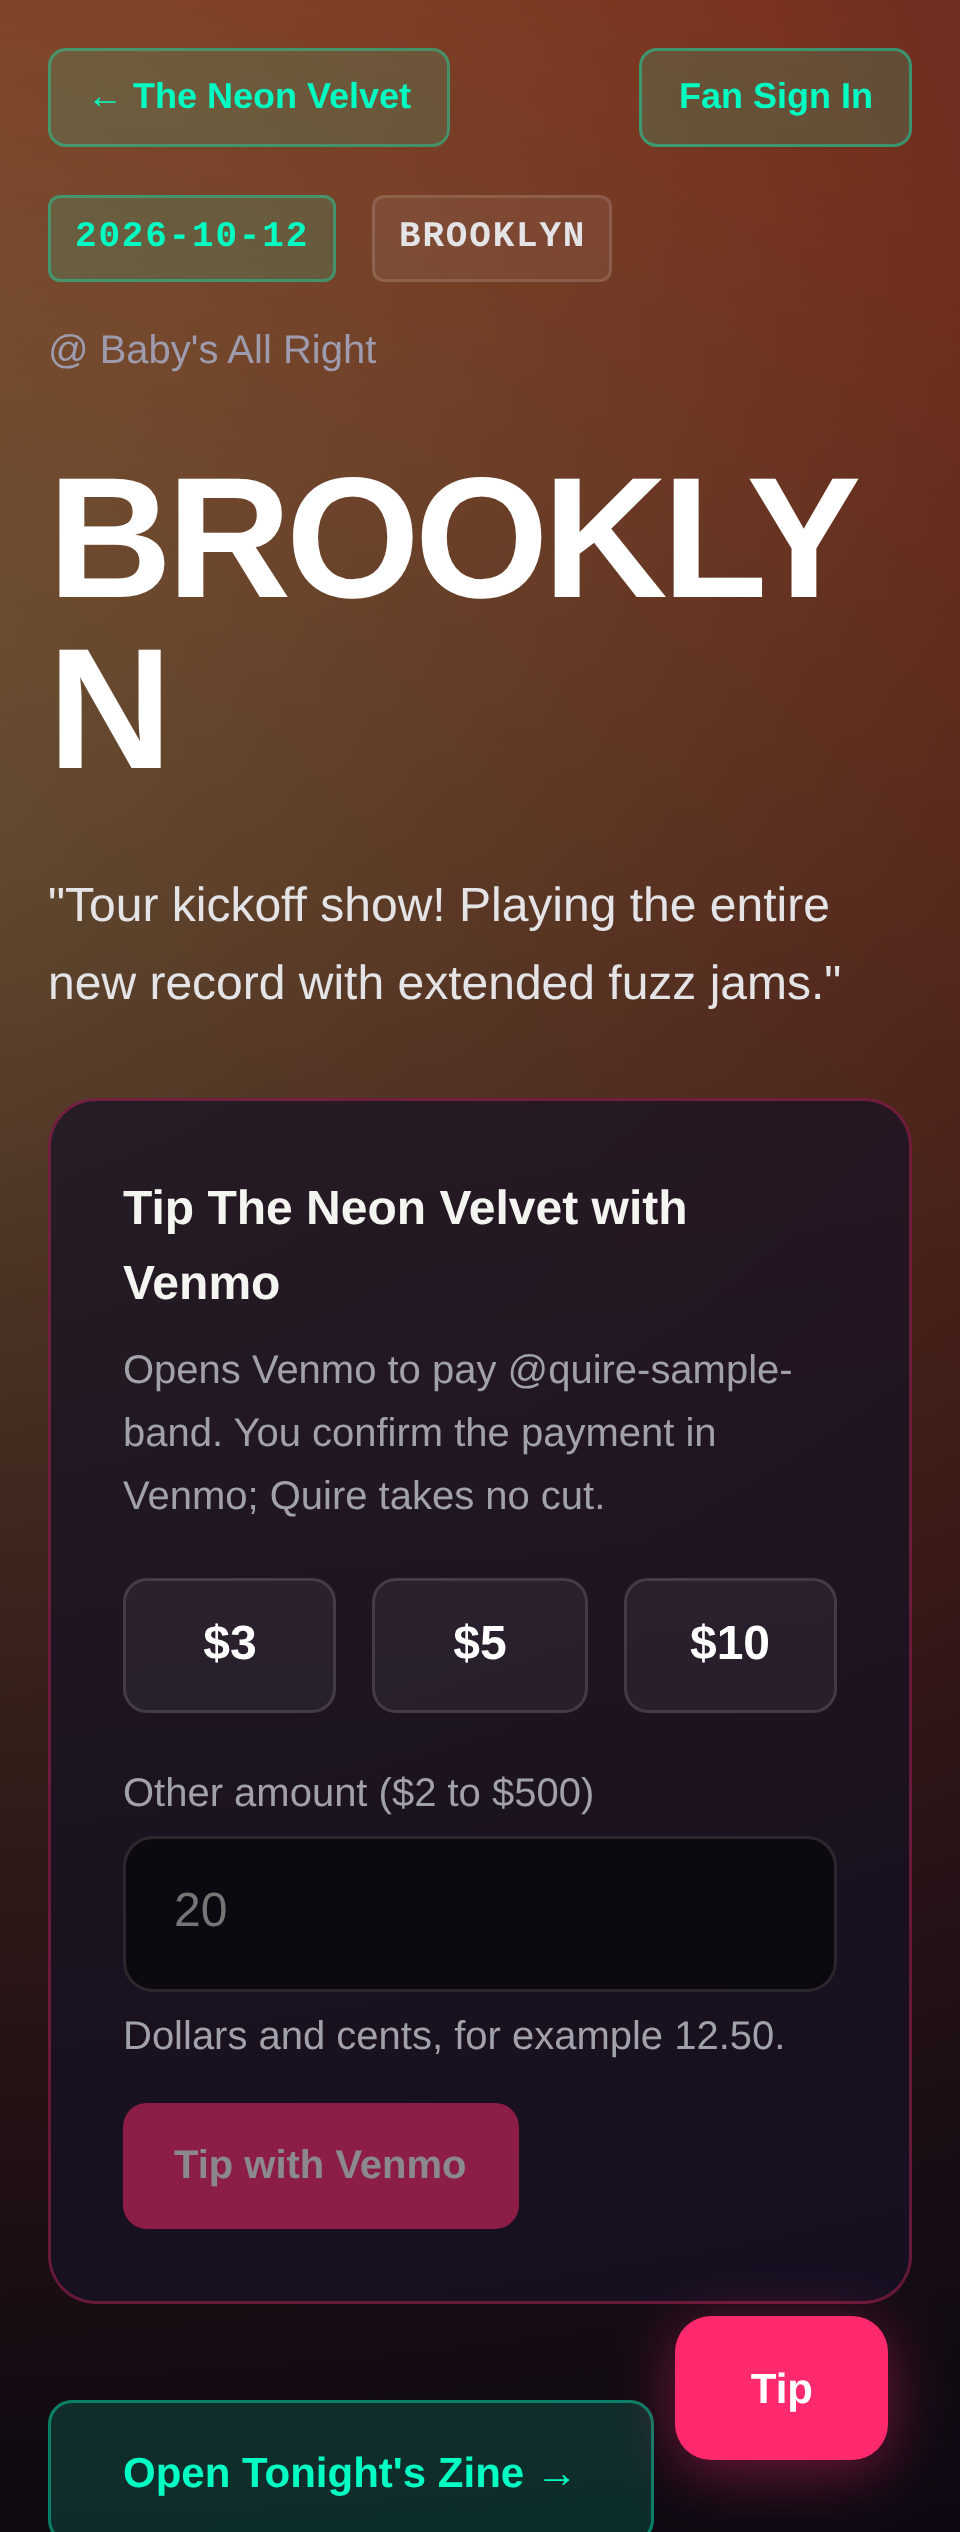 ← The Neon Velvet
Fan Sign In
2026-10-12
BROOKLYN
@ Baby's All Right
BROOKLY
N
"Tour kickoff show! Playing the entire
new record with extended fuzz jams."
Tip The Neon Velvet with
Venmo
Opens Venmo to pay @quire-sample-
band. You confirm the payment in
Venmo; Quire takes no cut.
$3
$5
$10
Other amount ($2 to $500)
20
Dollars and cents, for example 12.50.
Tip with Venmo
Tip
Open Tonight's Zine →